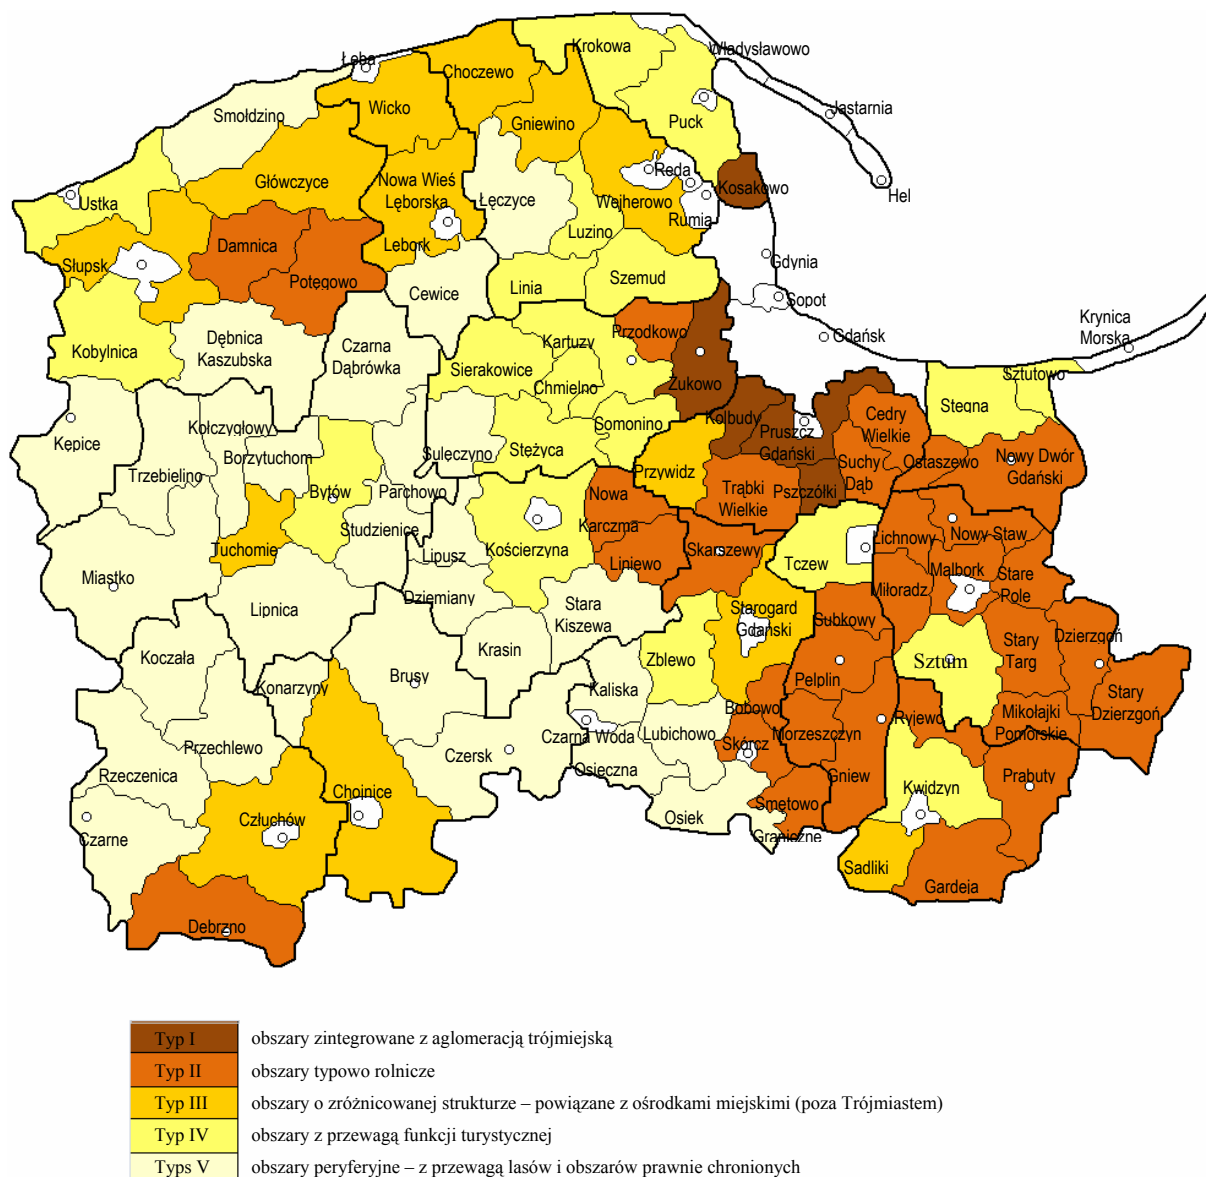 Łeba
Krokowa
Władysławowo
Choczewo
Wicko
Smołdzino
Jastarnia
Gniewino
Puck
Reda
Nowa Wieś
Lęborska
Główczyce
Kosakowo
Hel
Ustka
Łęczyce
Wejherowo
Rumia
Luzino
Damnica
Lębork
Słupsk
Gdynia
Szemud
Potęgowo
Cewice
Linia
Sopot
Krynica
Morska
Przodkowo
Gdańsk
Dębnica
Kaszubska
Kartuzy
Kobylnica
Czarna
Dąbrówka
Sierakowice
Sztutowo
Chmielno
Żukowo
Stegna
Kolbudy
Cedry
Wielkie
Kołczygłowy
Somonino
Pruszcz
Gdański
Kępice
Sulęczyno
Stężyca
Suchy
Dąb
Ostaszewo
Nowy Dwór
Gdański
Trzebielino
Borzytuchom
Przywidz
Trąbki
Wielkie
Pszczółki
Bytów
Parchowo
Nowa
Karczma
Studzienice
Lichnowy
Nowy Staw
Tuchomie
Lipusz
Kościerzyna
Liniewo
Skarszewy
Tczew
Malbork
Stare
Pole
Miastko
Dziemiany
Miłoradz
Lipnica
Stara
Kiszewa
Starogard
Gdański
Subkowy
Stary
Targ
Dzierzgoń
Koczała
Krasin
Zblewo
Sztum
Konarzyny
Brusy
Kaliska
Pelplin
Stary
Dzierzgoń
Bobowo
Mikołajki
Pomorskie
Przechlewo
Czersk
Czarna Woda
Lubichowo
Skórcz
Morzeszczyn
Ryjewo
Rzeczenica
Osieczna
Gniew
Prabuty
Chojnice
Kwidzyn
Człuchów
Smętowo
Graniczne
Osiek
Czarne
Sadliki
Gardeja
Debrzno
Typ I obszary zintegrowane z aglomeracją trójmiejską
Typ II obszary typowo rolnicze
Typ III obszary o zróżnicowanej strukturze – powiązane z ośrodkami miejskimi (poza Trójmiastem)
Typ IV obszary z przewagą funkcji turystycznej
Typs V obszary peryferyjne – z przewagą lasów i obszarów prawnie chronionych